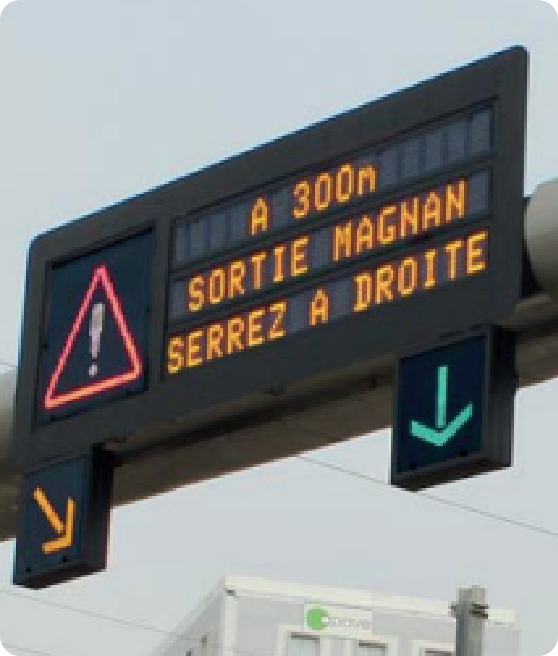 A 300m
SORTIE MAGNAN
SERREZ A DROITE